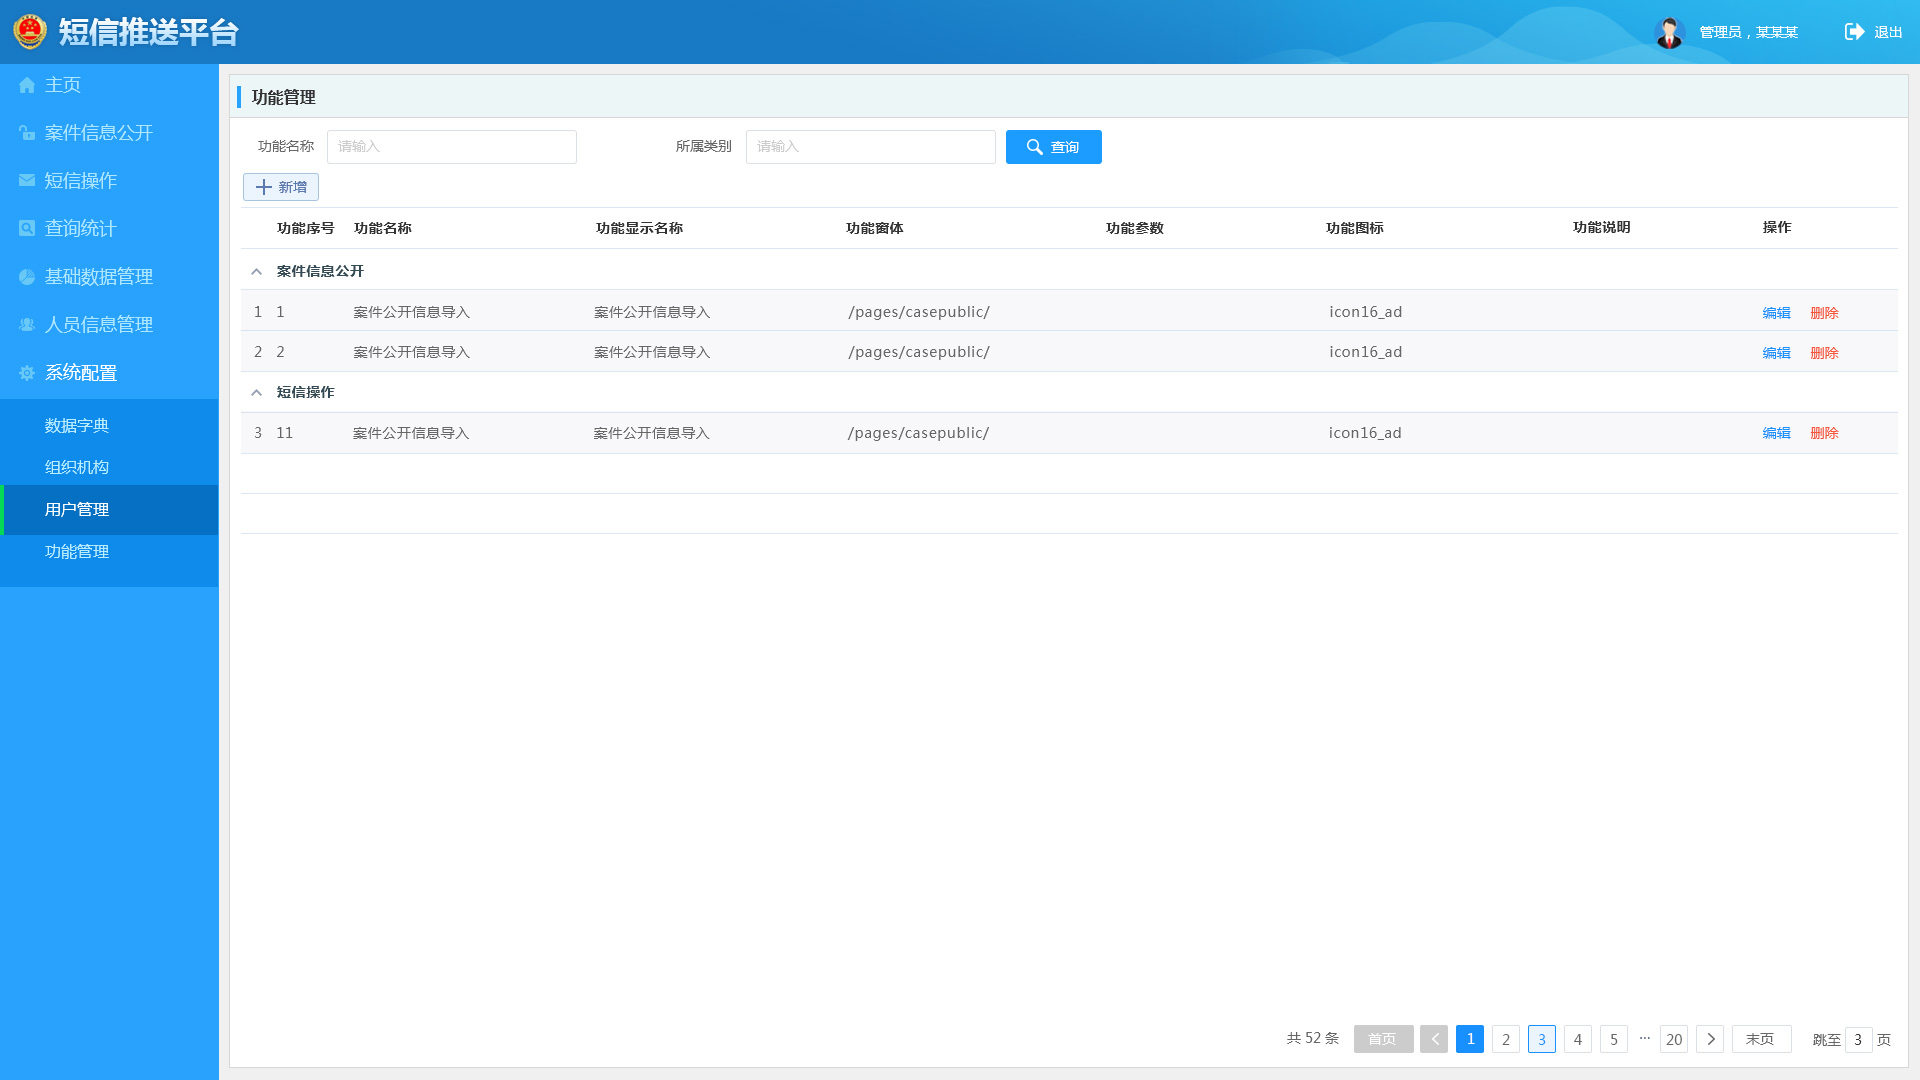 短信推送平台
管理员，某某某
退出
主页
案件信息公开
短信操作
查询统计
基础数据管理
人员信息管理
系统配置
数据字典
组织机构
用户管理
功能管理
功能管理
功能名称 请输入 所属类别 请输入 查询
新增
功能序号 功能名称 功能显示名称 功能窗体 功能参数 功能图标 功能说明 操作
案件信息公开
1 1 案件公开信息导入 案件公开信息导入 /pages/casepublic/ icon16_ad 编辑 删除
2 2 案件公开信息导入 案件公开信息导入 /pages/casepublic/ icon16_ad 编辑 删除
短信操作
3 11 案件公开信息导入 案件公开信息导入 /pages/casepublic/ icon16_ad 编辑 删除
共 52 条 首页 1 2 3 4 5 ··· 20 末页 跳至 3 页